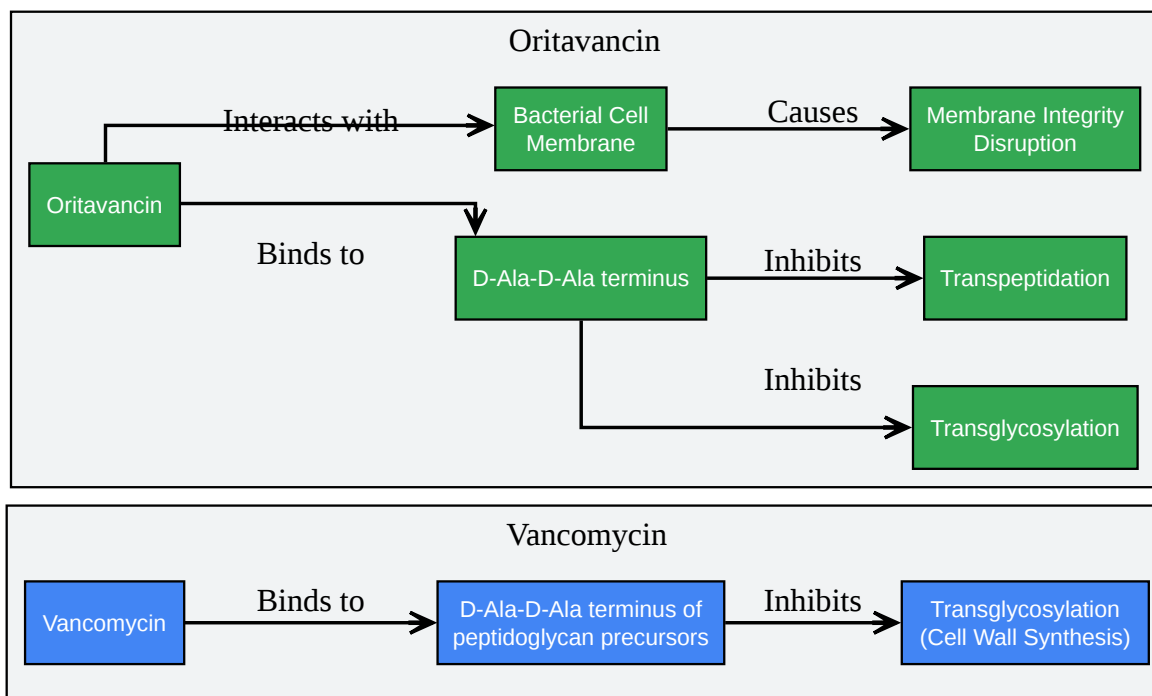 Oritavancin
Interacts with
Bacterial Cell
Membrane
Causes
Membrane Integrity
Disruption
Oritavancin
Binds to
D-Ala-D-Ala terminus
Inhibits
Transpeptidation
Inhibits
Transglycosylation
Vancomycin
Vancomycin
Binds to
D-Ala-D-Ala terminus of
peptidoglycan precursors
Inhibits
Transglycosylation
(Cell Wall Synthesis)